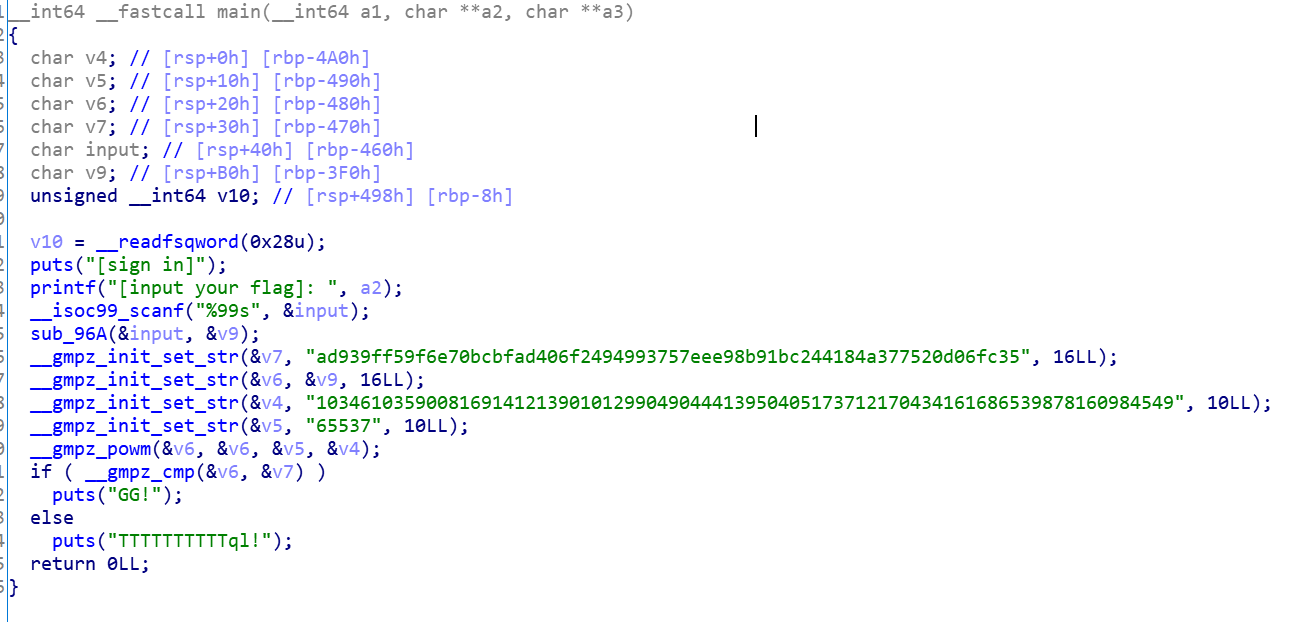 __int64 __fastcall main(__int64 a1, char **a2, char **a3)
{
  char v4; // [rsp+0h] [rbp-4A0h]
  char v5; // [rsp+10h] [rbp-490h]
  char v6; // [rsp+20h] [rbp-480h]
  char v7; // [rsp+30h] [rbp-470h]
  char input; // [rsp+40h] [rbp-460h]
  char v9; // [rsp+B0h] [rbp-3F0h]
  unsigned __int64 v10; // [rsp+498h] [rbp-8h]

  v10 = __readfsqword(0x28u);
  puts("[sign in]");
  printf("[input your flag]: ", a2);
  __isoc99_scanf("%99s", &input);
  sub_96A(&input, &v9);
  __gmpz_init_set_str(&v7, "ad939ff59f6e70bcbfad406f2494993757eee98b91bc244184a377520d06fc35", 16LL);
  __gmpz_init_set_str(&v6, &v9, 16LL);
  __gmpz_init_set_str(&v4, "103461035900816914121390101299049044413950405173712170434161686539878160984549", 10LL);
  __gmpz_init_set_str(&v5, "65537", 10LL);
  __gmpz_powm(&v6, &v6, &v5, &v4);
  if ( __gmpz_cmp(&v6, &v7) )
    puts("GG!");
  else
    puts("TTTTTTTTTTql!");
  return 0LL;
}